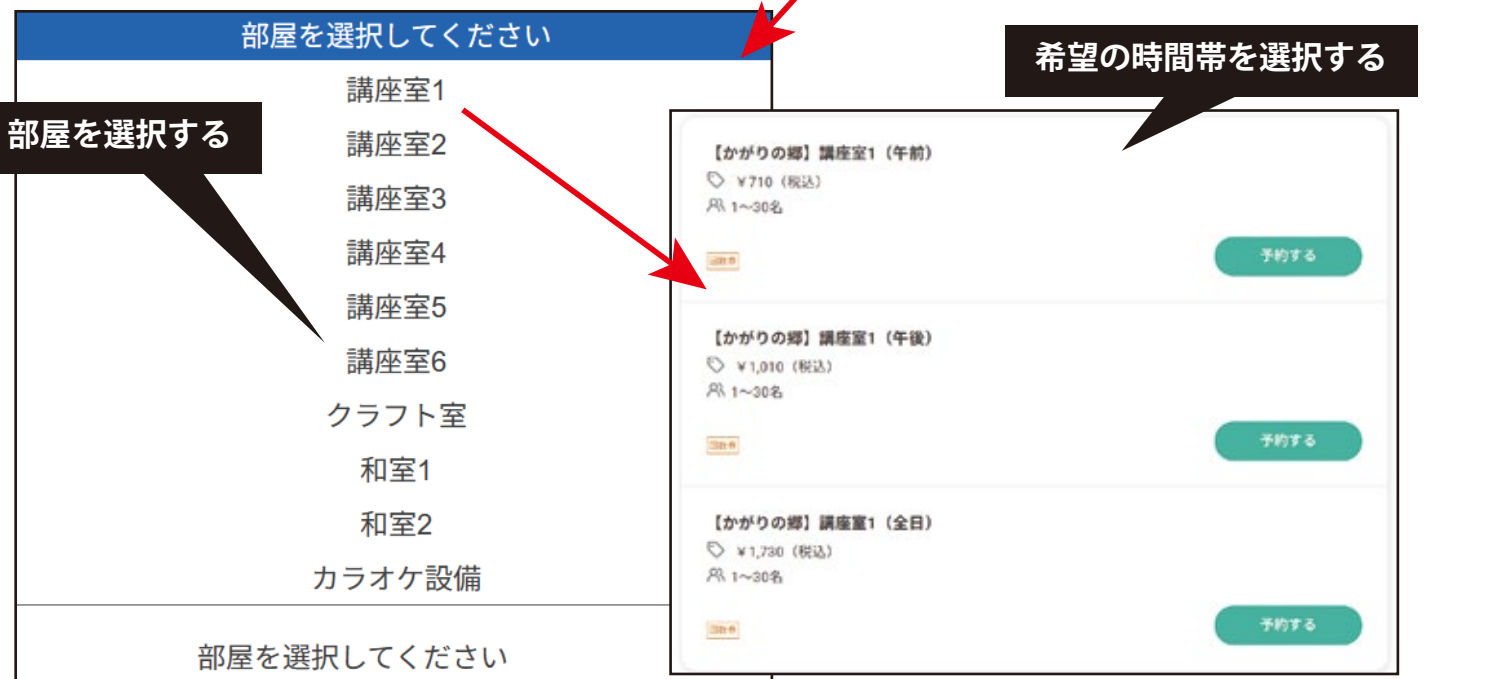 部屋を選択してください
講座室1
部屋を選択する
講座室2
講座室3
講座室4
講座室5
講座室6
クラフト室
和室1
和室2
カラオケ設備
部屋を選択してください
希望の時間帯を選択する
【かがりの郷】講座室1（午前）
￥710（税込）
1～30名
予約する
【かがりの郷】講座室1（午後）
￥1,010（税込）
1～30名
予約する
【かがりの郷】講座室1（全日）
￥1,730（税込）
1～30名
予約する